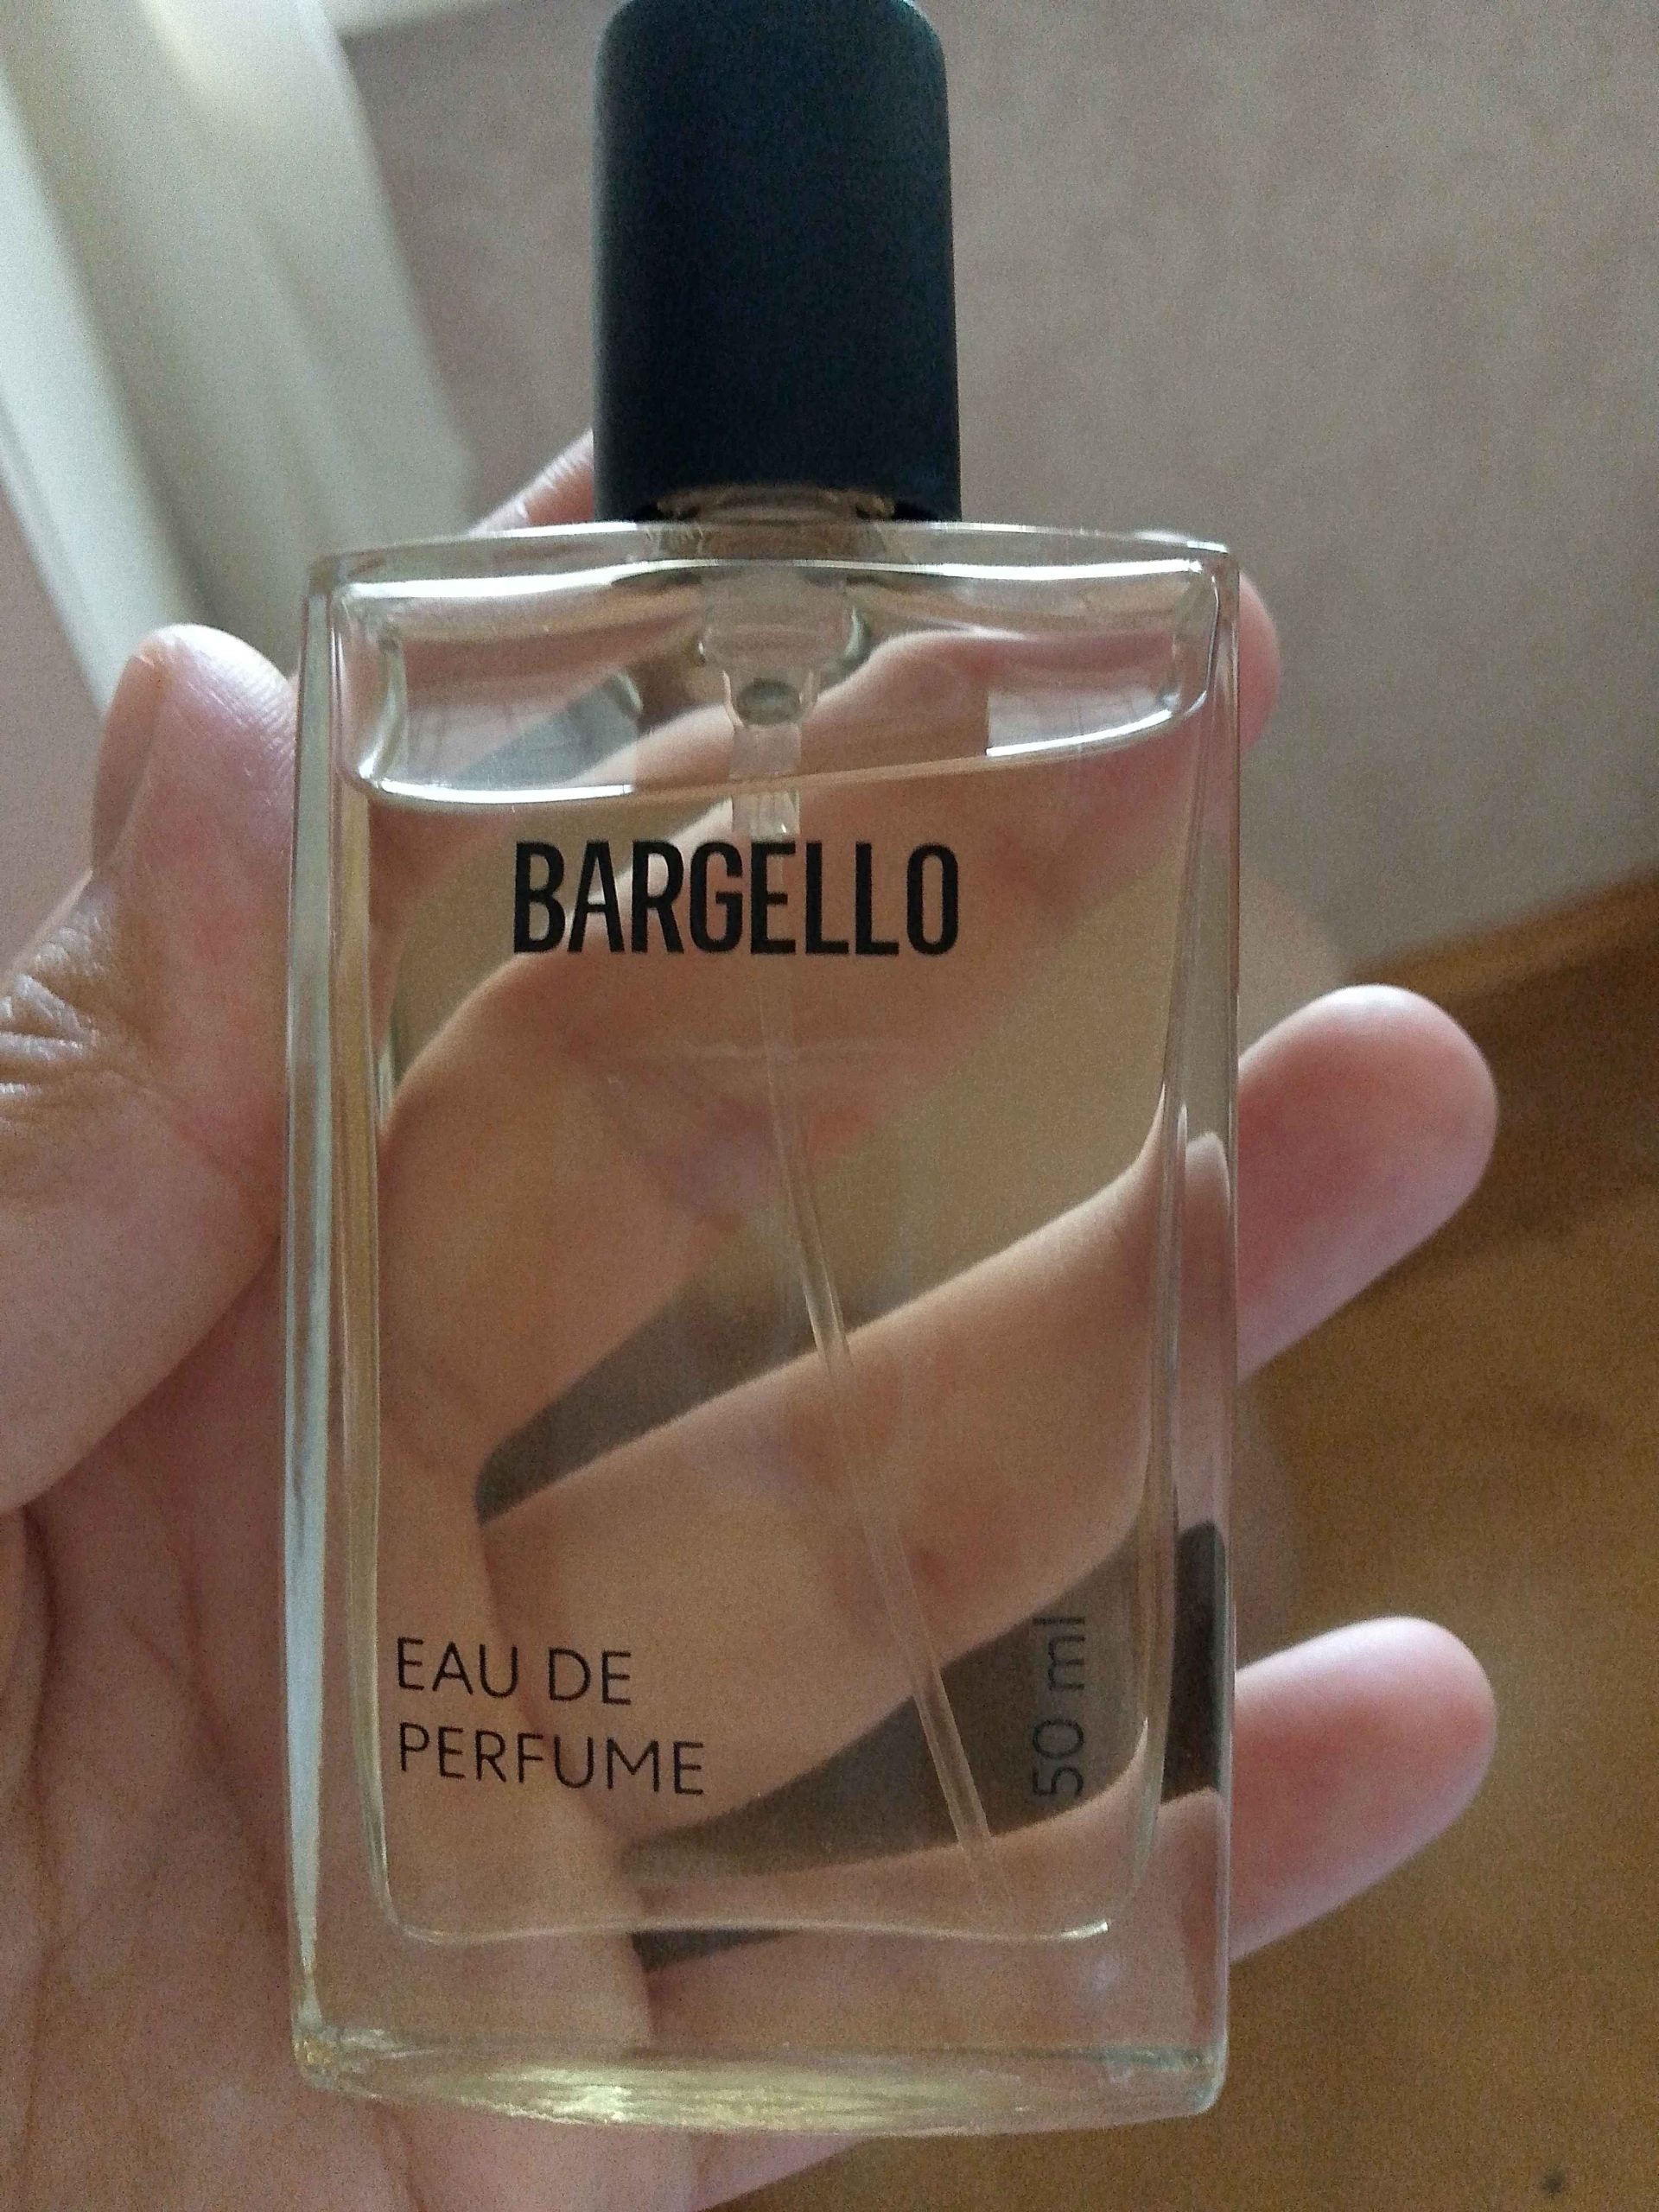 BARGELLO
EAU DE
PERFUME
50 ml